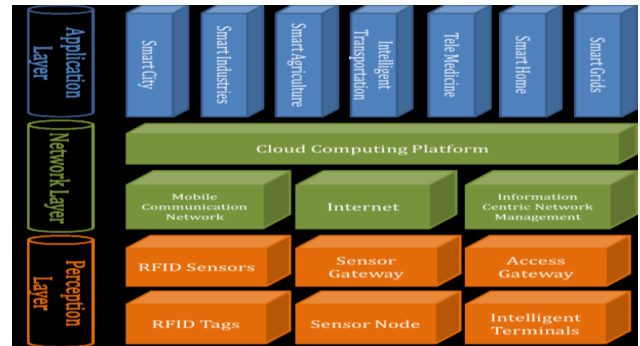 Application
Layer
Smart City
Smart Industries
Smart Agriculture
Intelligent
Transportation
Tele Medicine
Smart Home
Smart Grids
Network Layer
Cloud Computing Platform
Mobile
Communication
Network
Internet
Information
Centric Network
Management
Perception
Layer
RFID Sensors
Sensor
Gateway
Access
Gateway
RFID Tags
Sensor Node
Intelligent
Terminals